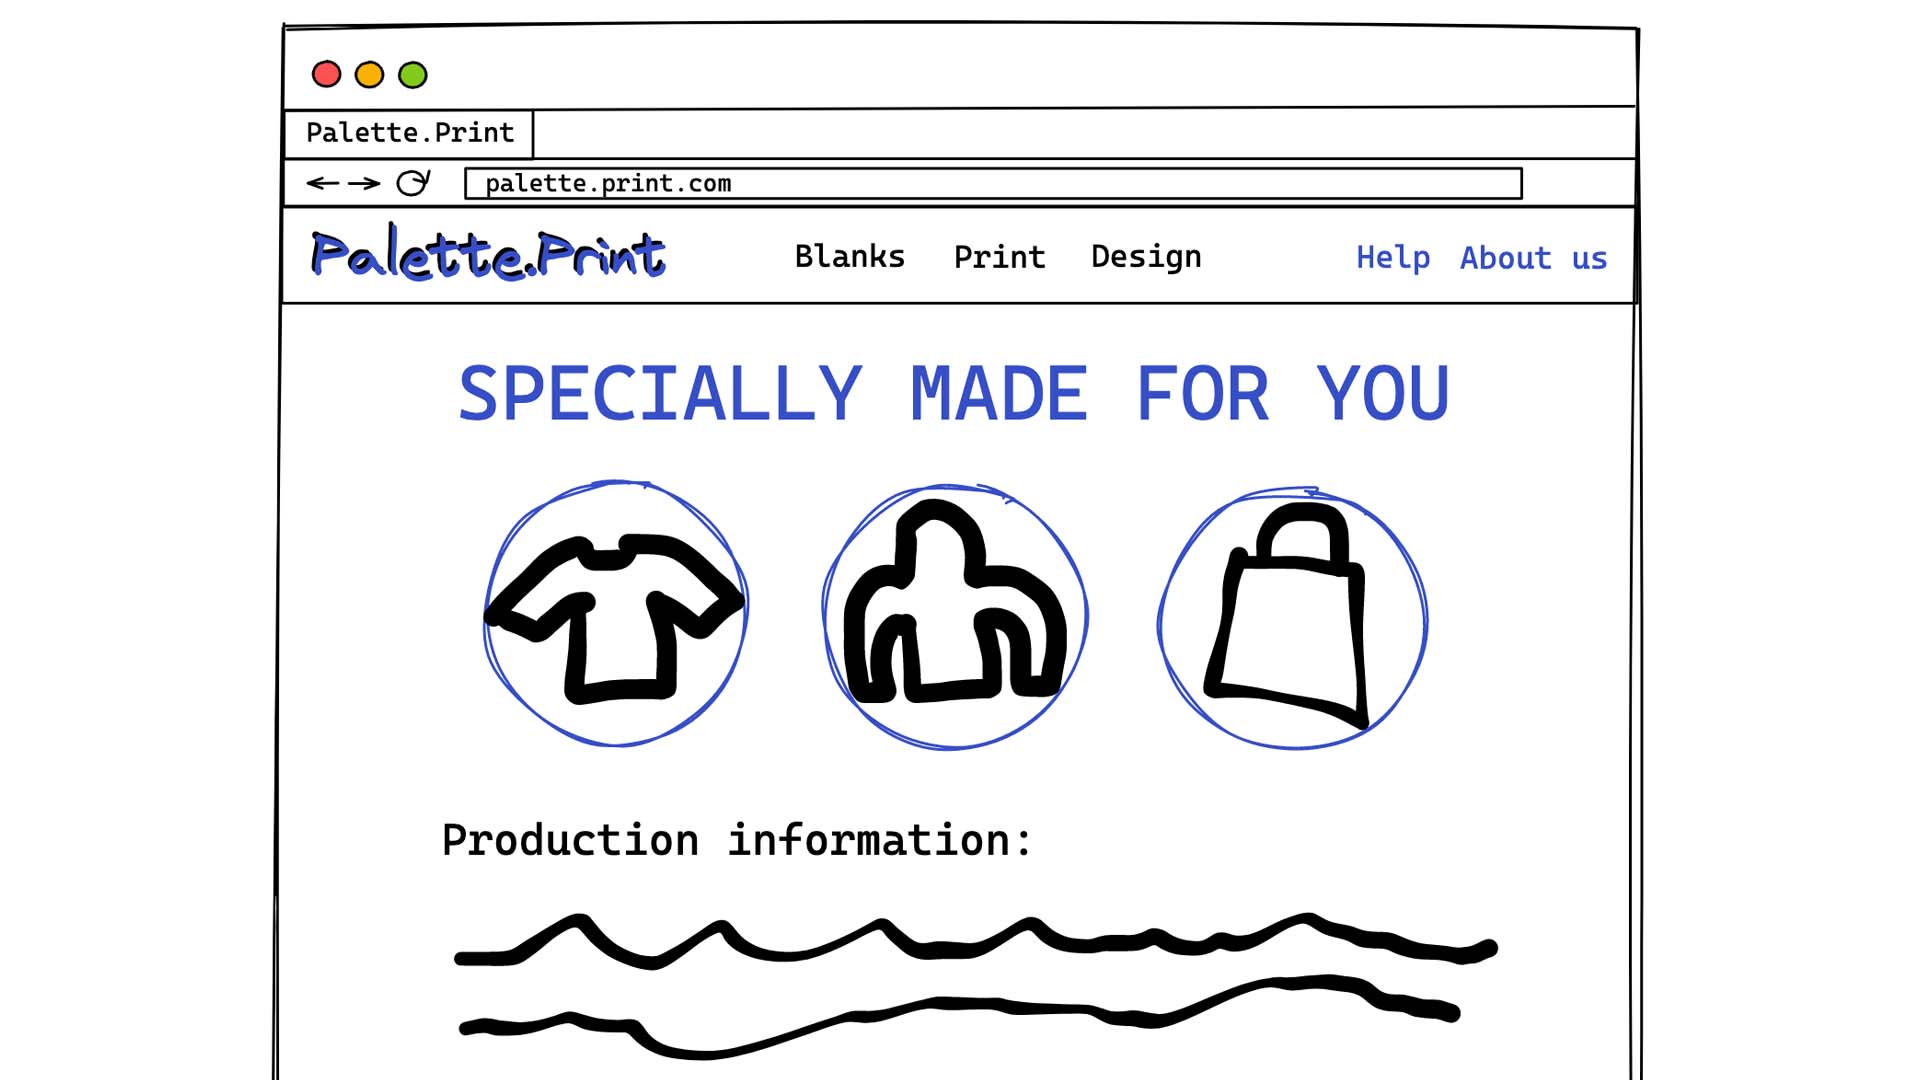 Palette.Print
palette.print.com
Palette.Print Blanks Print Design Help About us
SPECIALLY MADE FOR YOU
Production information: